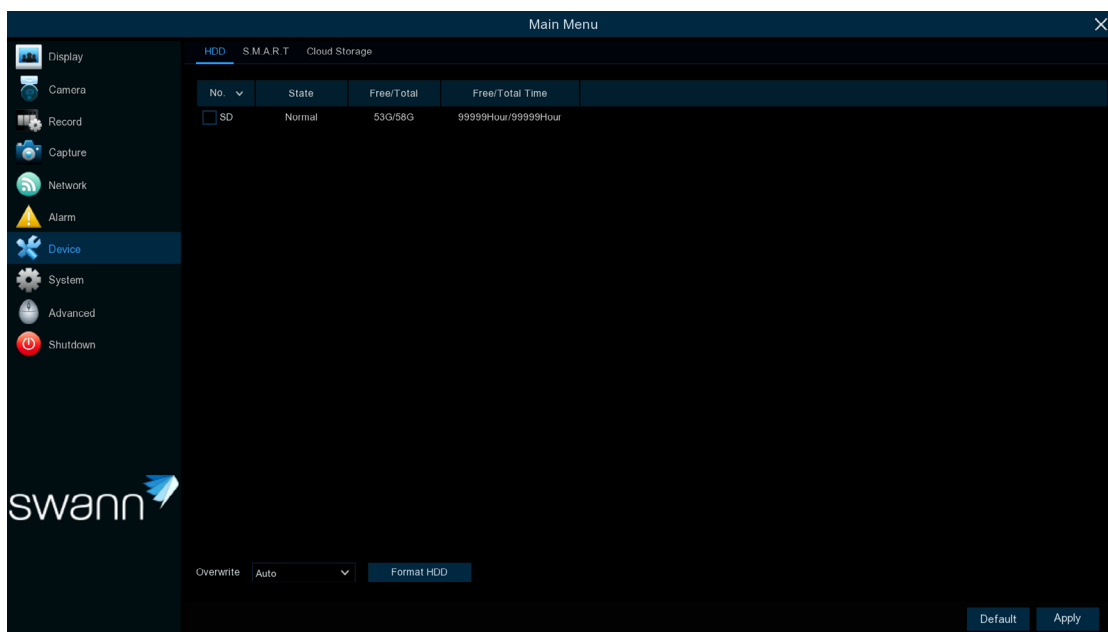 Main Menu
Display
Camera
Record
Capture
Network
Alarm
Device
System
Advanced
Shutdown
swann
HDD S.M.A.R.T Cloud Storage
No. State Free/Total Free/Total Time
SD Normal 53G/58G 99999Hour/99999Hour
Overwrite Auto Format HDD
Default Apply